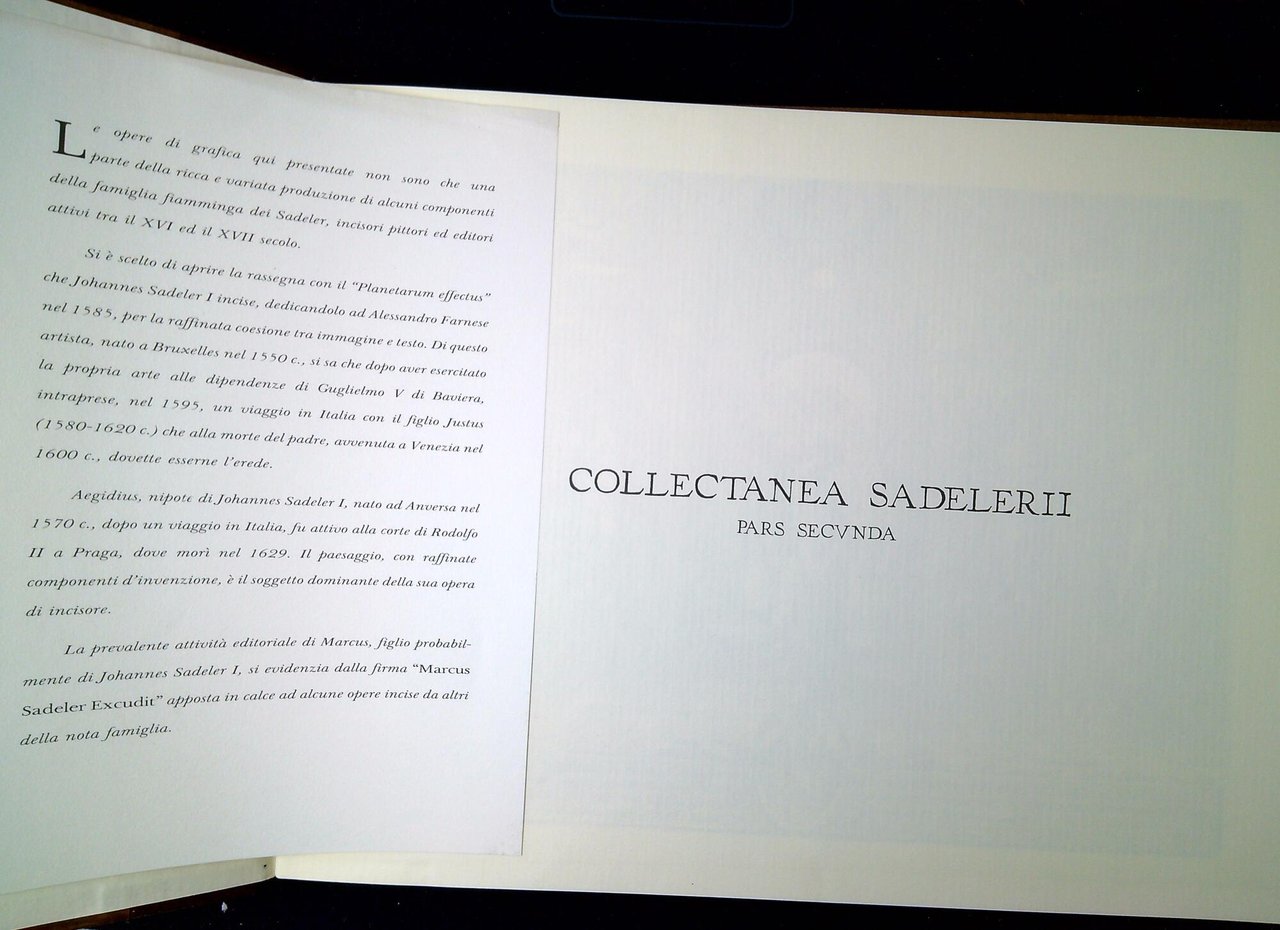 Le opere di grafica qui presentate non sono che una
parte della ricca e variata produzione di alcuni componenti
della famiglia fiamminga dei Sadeler, incisori pittori ed editori
attivi tra il XVI ed il XVII secolo.
Si è scelto di aprire la rassegna con il “Planetarum effectus”
che Johannes Sadeler I incise, dedicandolo ad Alessandro Farnese
nel 1585, per la raffinata coesione tra immagine e testo. Di questo
artista, nato a Bruxelles nel 1550 c., si sa che dopo aver esercitato
la propria arte alle dipendenze di Guglielmo V di Baviera,
intraprese, nel 1595, un viaggio in Italia con il figlio Justus
(1580-1620 c.) che alla morte del padre, avvenuta a Venezia nel
1600 c., dovette esserne l'erede.
Aegidius, nipote di Johannes Sadeler I, nato ad Anversa nel
1570 c., dopo un viaggio in Italia, fu attivo alla corte di Rodolfo
II a Praga, dove morì nel 1629. Il paesaggio, con raffinate
componenti d'invenzione, è il soggetto dominante della sua opera
di incisore.
La prevalente attività editoriale di Marcus, figlio probabil-
mente di Johannes Sadeler I, si evidenzia dalla firma “Marcus
Sadeler Excudit” apposta in calce ad alcune opere incise da altri
della nota famiglia.
COLLECTANEA SADELERII
PARS SECVNDA